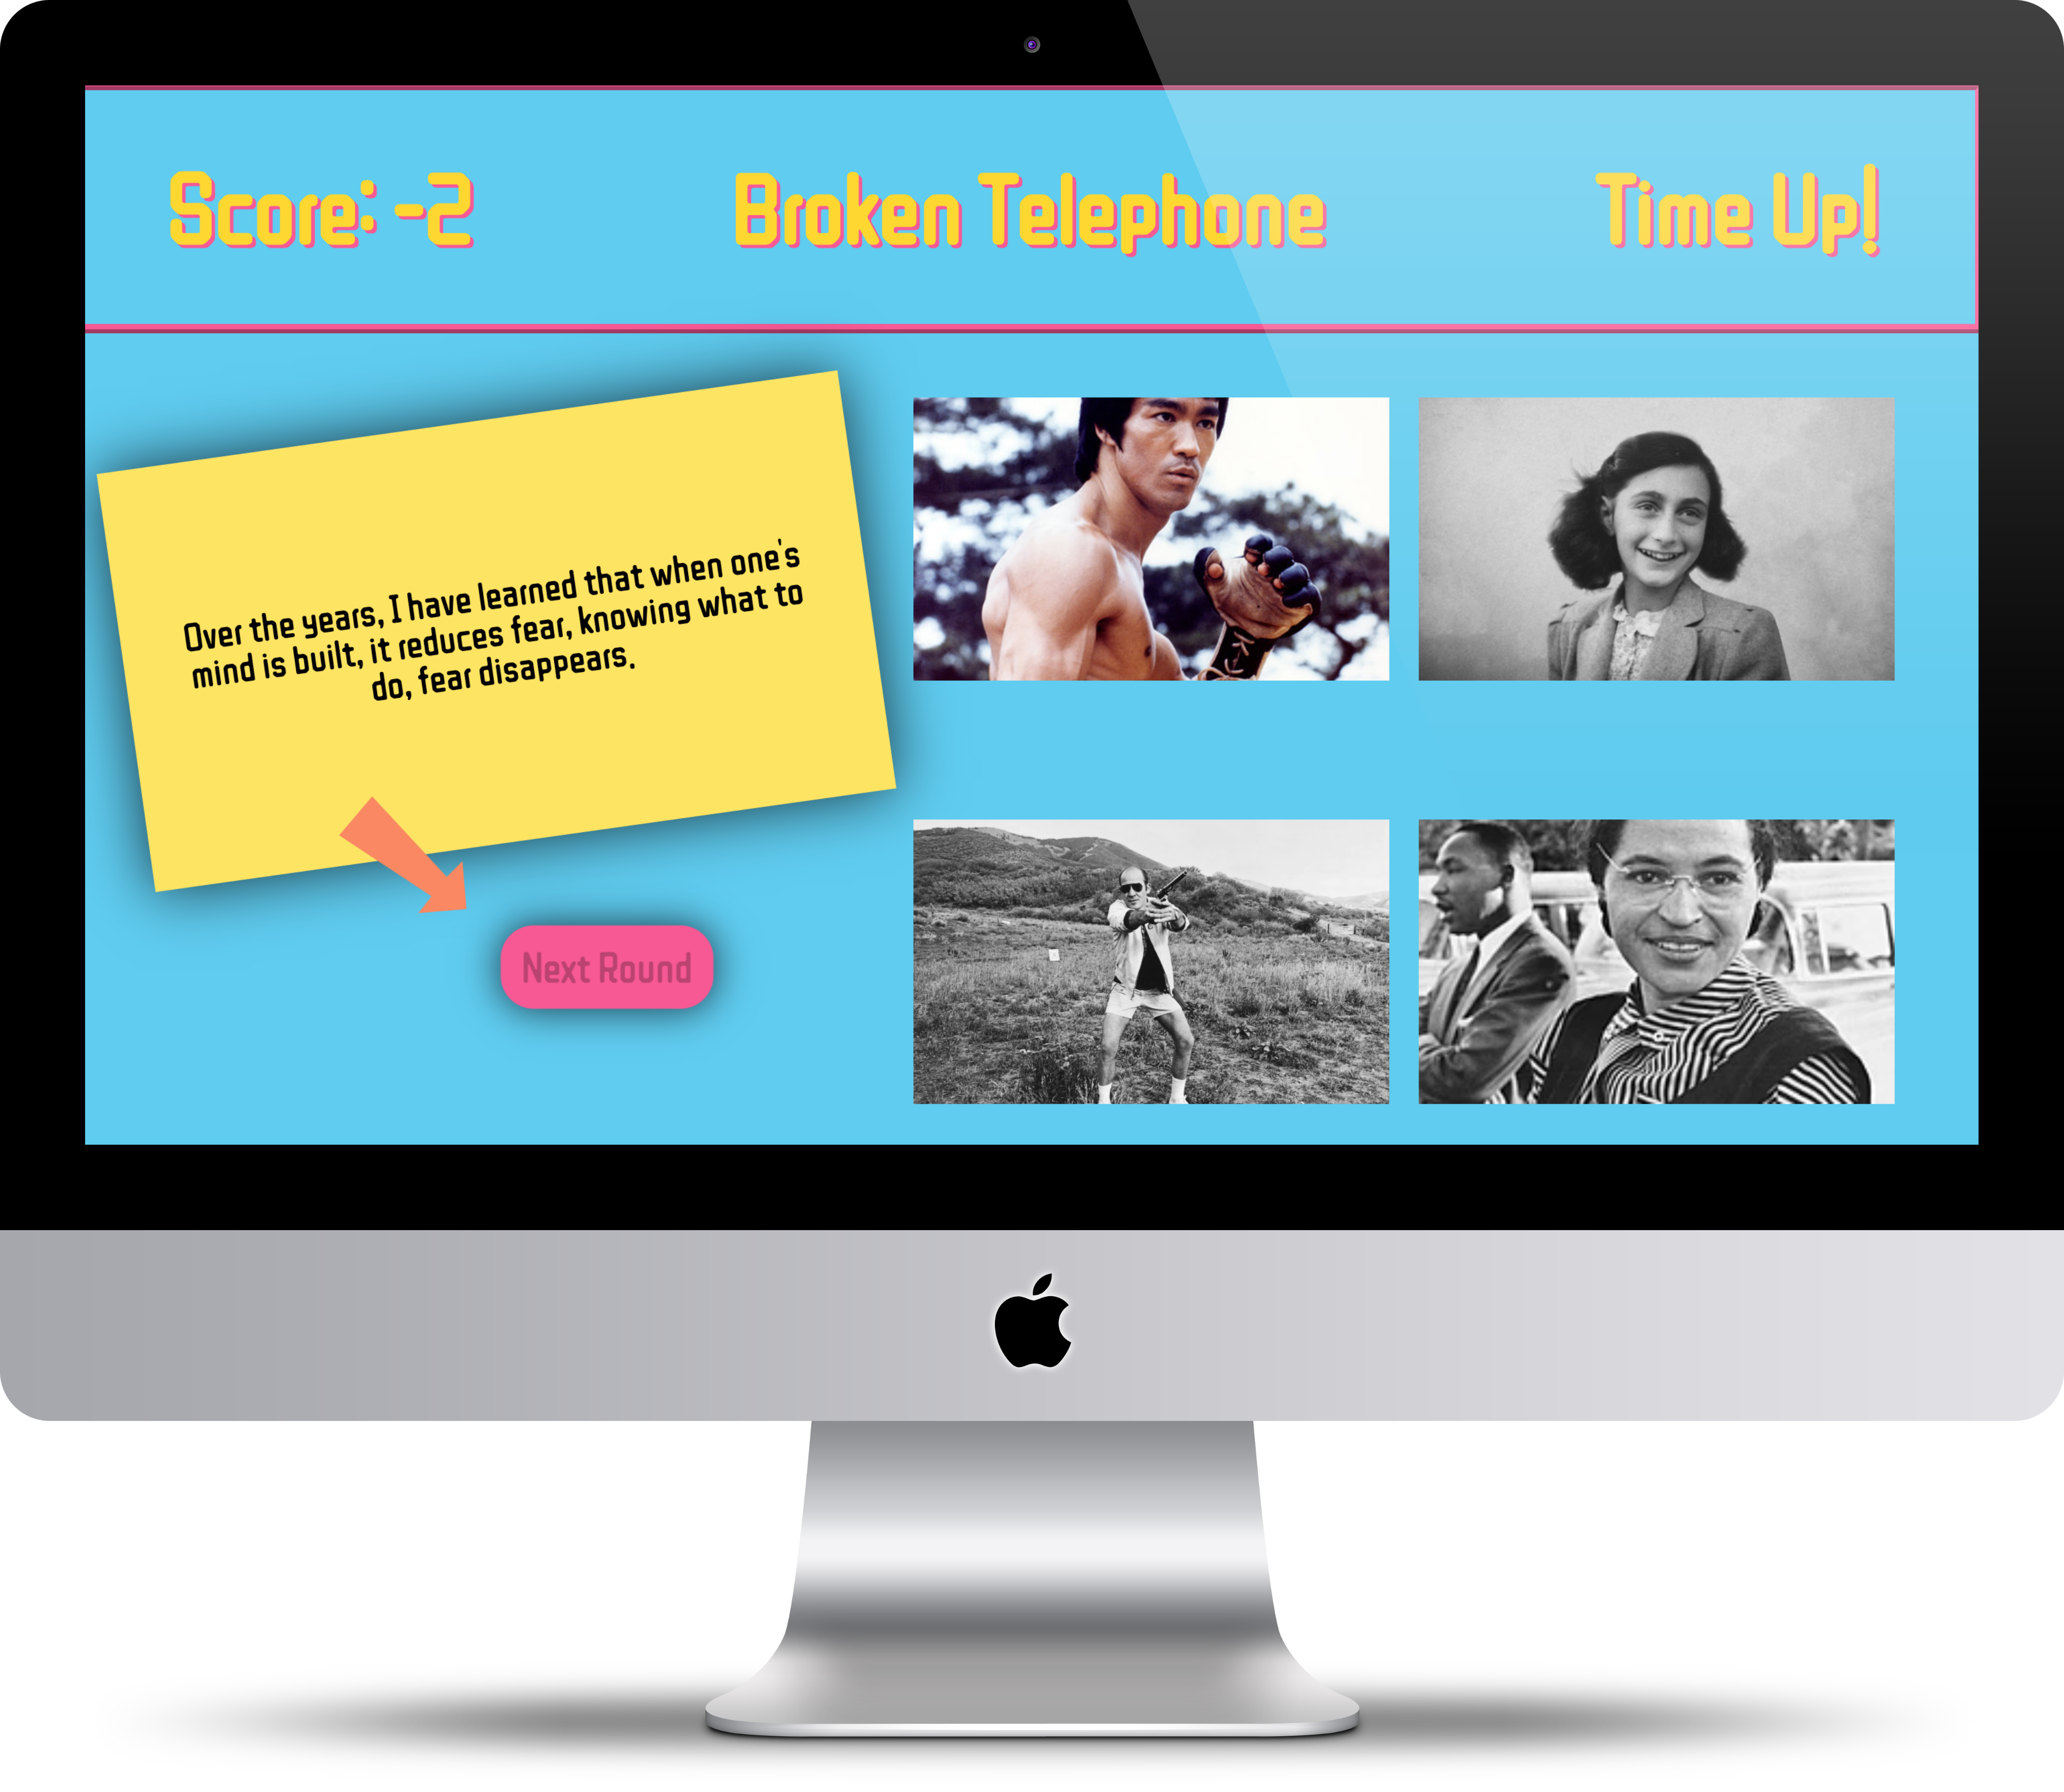 Score: -2
Broken Telephone
Time Up!
Over the years, I have learned that when one's
mind is built, it reduces fear, knowing what to
do, fear disappears.
Next Round